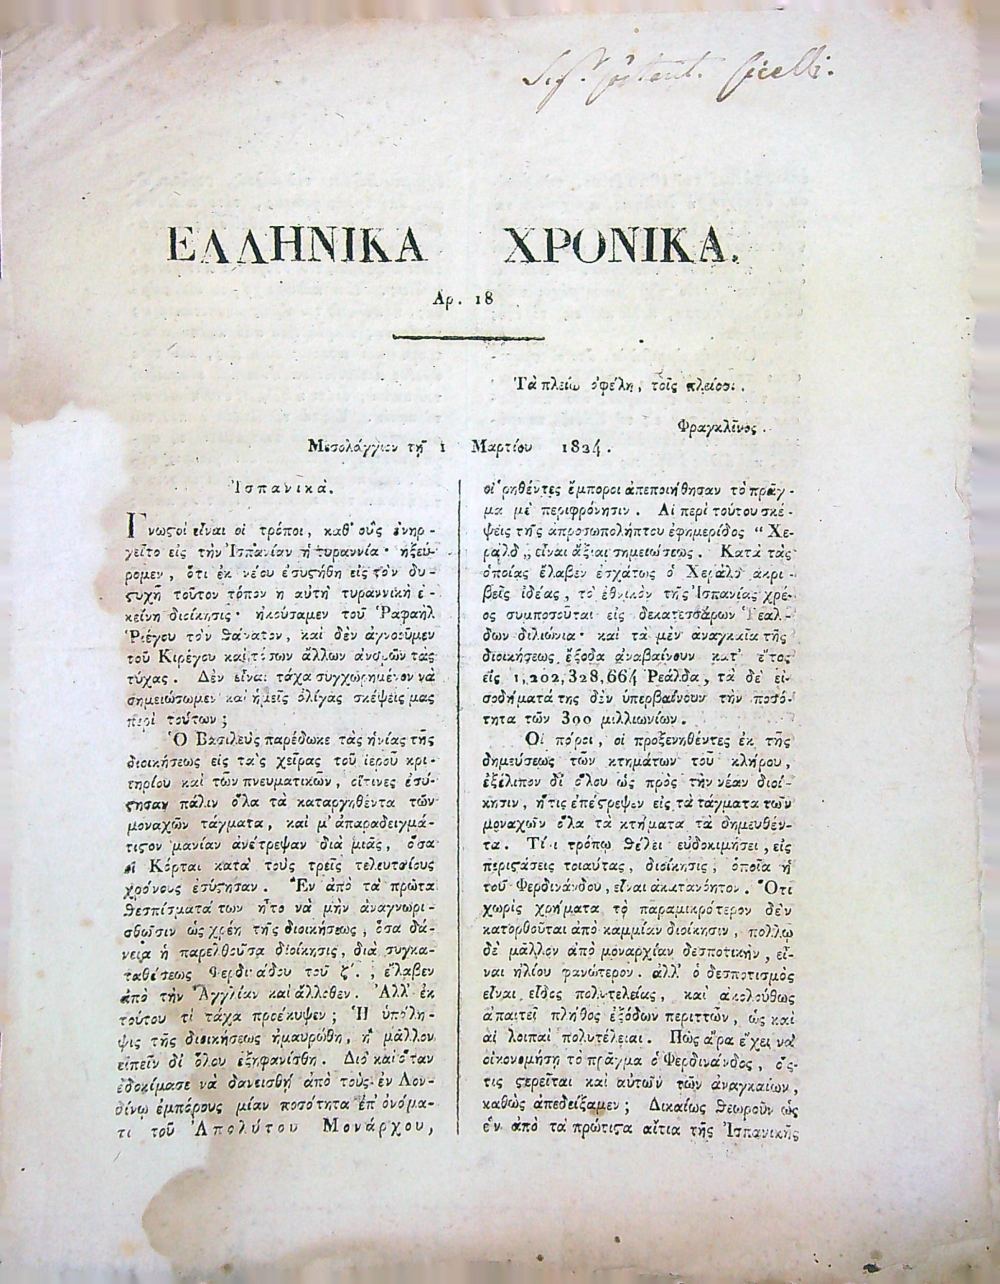 ΕΛΛΗΝΙΚΑ ΧΡΟΝΙΚΑ.
Αρ. 18
Τὰ πλείω ὀφέλη, τοῖς πλείοσι.
Φραγκλῖνος.
Μεσολόγγιον τῇ 1 Μαρτίου 1824.
Ἱσπανικά.
Γνωστοὶ εἶναι οἱ τρόποι, καθ' οὓς ἐνηρ-
γεῖτο εἰς τὴν Ἱσπανίαν ἡ τυραννία· ἠξεύ-
ρομεν, ὅτι ἐκ νέου ἐσυστήθη εἰς τὸν δυ-
στυχῆ τοῦτον τόπον ἡ αὐτὴ τυραννικὴ ἐ-
κείνη διοίκησις· ἠκούσαμεν τοῦ Ῥαφαὴλ
Ῥιέγου τὸν θάνατον, καὶ δὲν ἀγνοοῦμεν
τοῦ Κιρέγου καὶ τόσων ἄλλων ἀνδρῶν τὰς
τύχας. Δὲν εἶναι τάχα συγχωρημένον νὰ
σημειώσωμεν καὶ ἡμεῖς ὀλίγας σκέψεις μας
περὶ τούτων;
Ὁ Βασιλεὺς παρέδωκε τὰς ἡνίας τῆς
διοικήσεως εἰς τὰς χεῖρας τοῦ ἱεροῦ κρι-
τηρίου καὶ τῶν πνευματικῶν, οἵτινες ἐσύ-
στησαν πάλιν ὅλα τὰ καταργηθέντα τῶν
μοναχῶν τάγματα, καὶ μ' ἀπαραδειγμά-
τιστον μανίαν ἀνέτρεψαν διὰ μιᾶς, ὅσα
αἱ Κόρται κατὰ τοὺς τρεῖς τελευταίους
χρόνους ἐσύστησαν. Ἓν ἀπὸ τὰ πρῶτα
θεσπίσματά των ἦτο νὰ μὴν ἀναγνωρι-
σθῶσιν ὡς χρέη τῆς διοικήσεως, ὅσα δά-
νεια ἡ παρελθοῦσα διοίκησις, διὰ συγκα-
ταθέσεως Φερδινάδου τοῦ ζ'., ἔλαβεν
ἀπὸ τὴν Ἀγγλίαν καὶ ἄλλοθεν. Ἀλλ' ἐκ
τούτου τί τάχα προέκυψεν; Ἡ ὑπόλη-
ψις τῆς διοικήσεως ἠμαυρώθη, ἢ μᾶλλον
εἰπεῖν δι' ὅλου ἐξηφανίσθη. Διὸ καὶ ὅταν
ἐδοκίμασε νὰ δανεισθῇ ἀπὸ τοὺς ἐν Λον-
δίνῳ ἐμπόρους μίαν ποσότητα ἐπ' ὀνόμα-
τι τοῦ Ἀπολύτου Μονάρχου,
οἱ ῥηθέντες ἔμποροι ἀπεποιήθησαν τὸ πρᾶγ-
μα μὲ περιφρόνησιν. Αἱ περὶ τούτου σκέ-
ψεις τῆς ἀπροσωπολήπτου ἐφημερίδος "Χε-
ραλδ„ εἶναι ἄξιαι σημειώσεως. Κατὰ τὰς
ὁποίας ἔλαβεν ἐσχάτως ὁ Χεραλδ ἀκρι-
βεῖς ἰδέας, τὸ ἐθνικὸν τῆς Ἱσπανίας χρέ-
ος συμποσοῦται εἰς δεκατεσσάρων Ῥεάλ-
δων διλιόνια· καὶ τὰ μὲν ἀναγκαῖα τῆς
διοικήσεως ἔξοδα ἀναβαίνουν κατ' ἔτος
εἰς 1,202,328,664 Ρεάλδα, τὰ δὲ εἰ-
σοδήματά της δὲν ὑπερβαίνουν τὴν ποσό-
τητα τῶν 300 μιλλιωνίων.
Οἱ πόροι, οἱ προξενηθέντες ἐκ τῆς
δημεύσεως τῶν κτημάτων τοῦ κλήρου,
ἐξέλιπον δι' ὅλου ὡς πρὸς τὴν νέαν διοί-
κησιν, ἥτις ἐπέστρεψεν εἰς τὰ τάγματα τῶν
μοναχῶν ὅλα τὰ κτήματα τὰ δημευθέν-
τα. Τίνι τρόπῳ θέλει εὐδοκιμήσει, εἰς
περιστάσεις τοιαύτας, διοίκησις, ὁποία ἡ
τοῦ Φερδινάνδου, εἶναι ἀκατανόητον. Ὅτι
χωρὶς χρήματα τὸ παραμικρότερον δὲν
κατορθοῦται ἀπὸ καμμίαν διοίκησιν, πολλῷ
δὲ μᾶλλον ἀπὸ μοναρχίαν δεσποτικὴν, εἶ-
ναι ἡλίου φανώτερον. ἀλλ' ὁ δεσποτισμὸς
εἶναι εἶδος πολυτελείας, καὶ ἀκολούθως
ἀπαιτεῖ πλῆθος ἐξόδων περιττῶν, ὡς καὶ
αἱ λοιπαὶ πολυτέλειαι. Πῶς ἄρα ἔχει νὰ
οἰκονομήσῃ τὸ πρᾶγμα ὁ Φερδινάνδος, ὅς-
τις στερεῖται καὶ αὐτῶν τῶν ἀναγκαίων,
καθὼς ἀπεδείξαμεν; Δικαίως θεωροῦν ὡς
ἓν ἀπὸ τὰ πρώτιστα αἴτια τῆς Ἱσπανικῆς